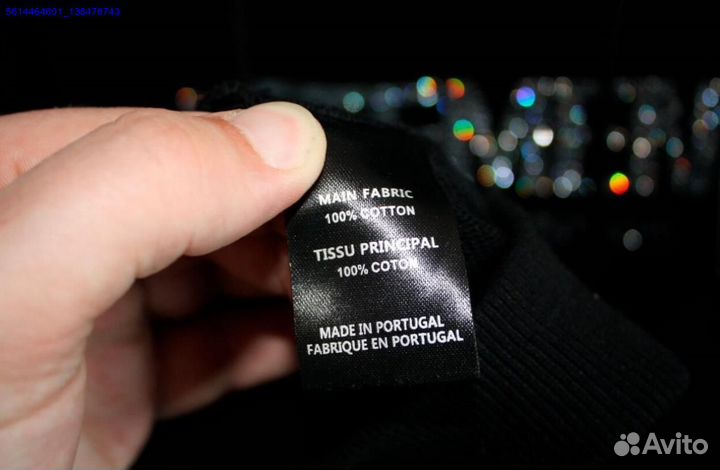 5614464601_135476743
MAIN FABRIC
100% COTTON
TISSU PRINCIPAL
100% COTON
MADE IN PORTUGAL
FABRIQUE EN PORTUGAL
Avito